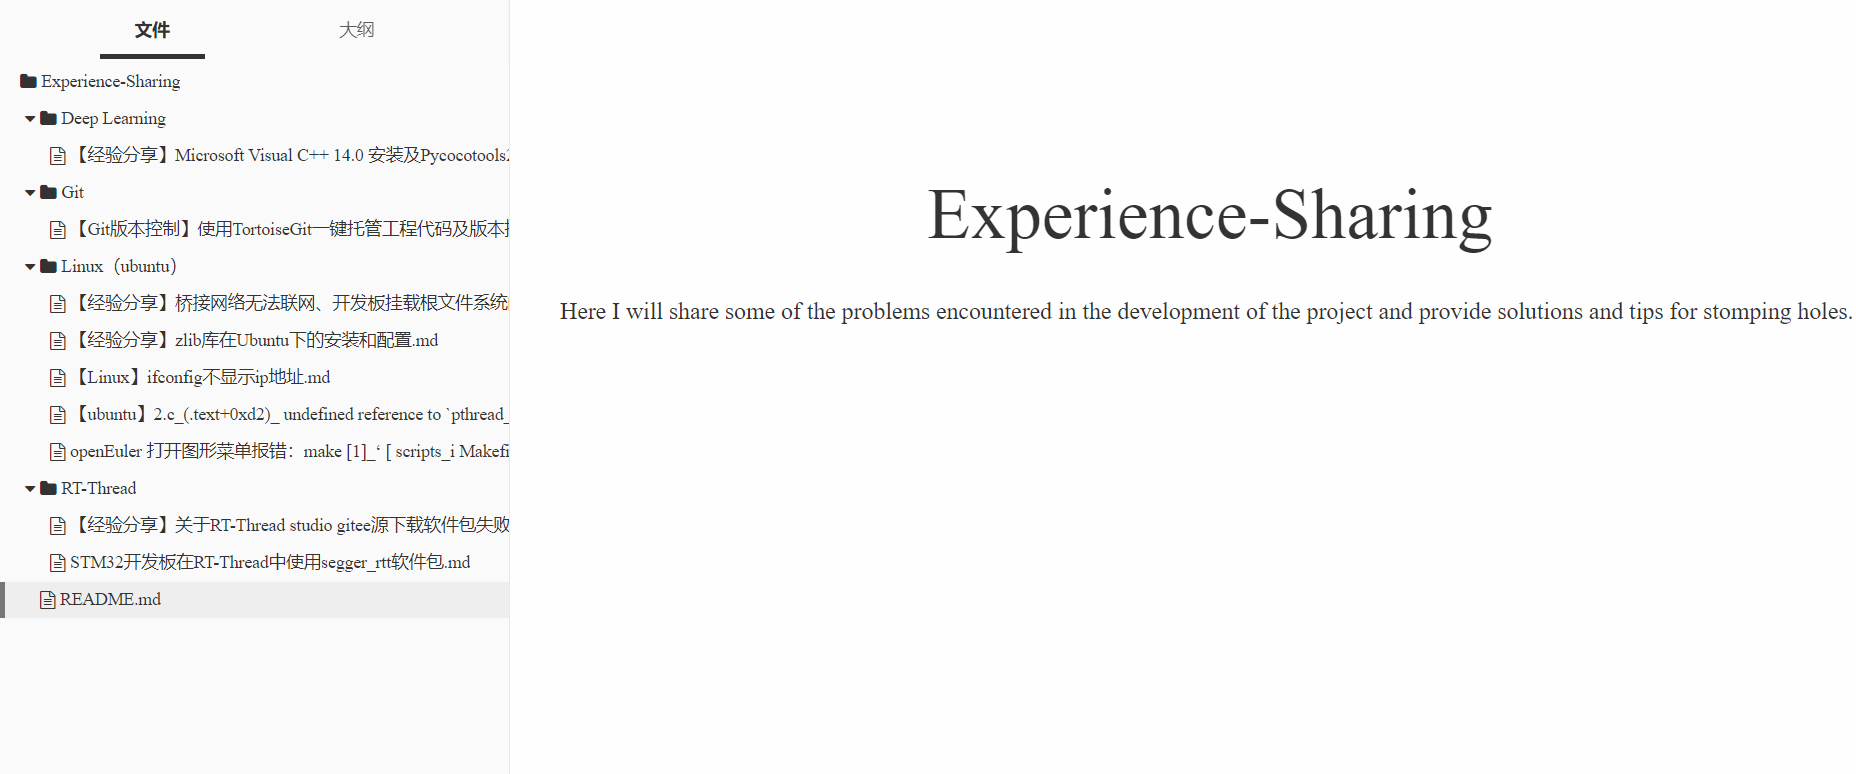 文件
大纲
Experience-Sharing
Deep Learning
【经验分享】Microsoft Visual C++ 14.0 安装及Pycocotools
Git
【Git版本控制】使用TortoiseGit一键托管工程代码及版本
Linux（ubuntu）
【经验分享】桥接网络无法联网、开发板挂载根文件系统
【经验分享】zlib库在Ubuntu下的安装和配置.md
【Linux】ifconfig不显示ip地址.md
【ubuntu】2.c_(.text+0xd2)_ undefined reference to `pthread_
openEuler 打开图形菜单报错：make [1]_‘ [ scripts_i Makefi
RT-Thread
【经验分享】关于RT-Thread studio gitee源下载软件包失败
STM32开发板在RT-Thread中使用segger_rtt软件包.md
README.md
Experience-Sharing
Here I will share some of the problems encountered in the development of the project and provide solutions and tips for stomping holes.